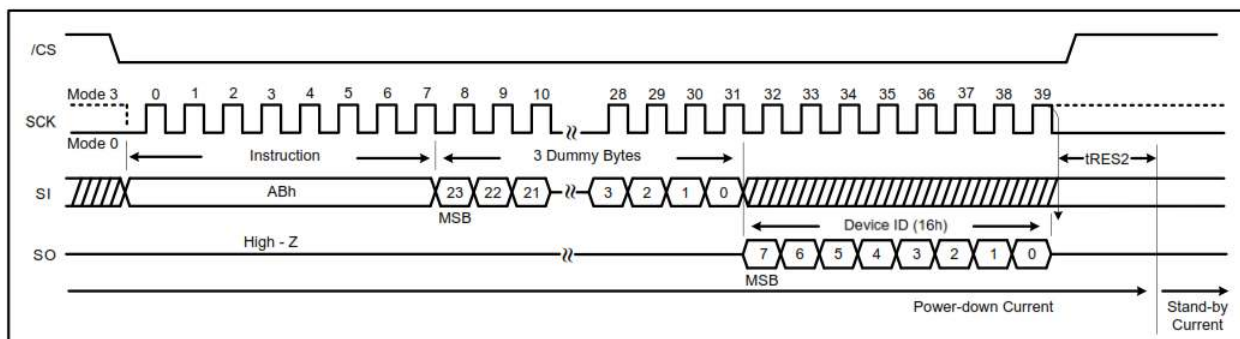 /CS
Mode 3 0 1 2 3 4 5 6 7 8 9 10 28 29 30 31 32 33 34 35 36 37 38 39
SCK
Mode 0
Instruction 3 Dummy Bytes tRES2
SI ABh 23 22 21 3 2 1 0
MSB Device ID (16h)
High - Z
SO 7 6 5 4 3 2 1 0
MSB
Power-down Current Stand-by
Current